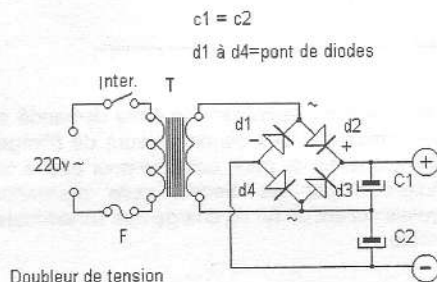 c1 = c2
d1 à d4=pont de diodes
Inter.
T
~
d1
d2
+
220v~
d4
d3
C1
+
F
~
C2
−
Doubleur de tension